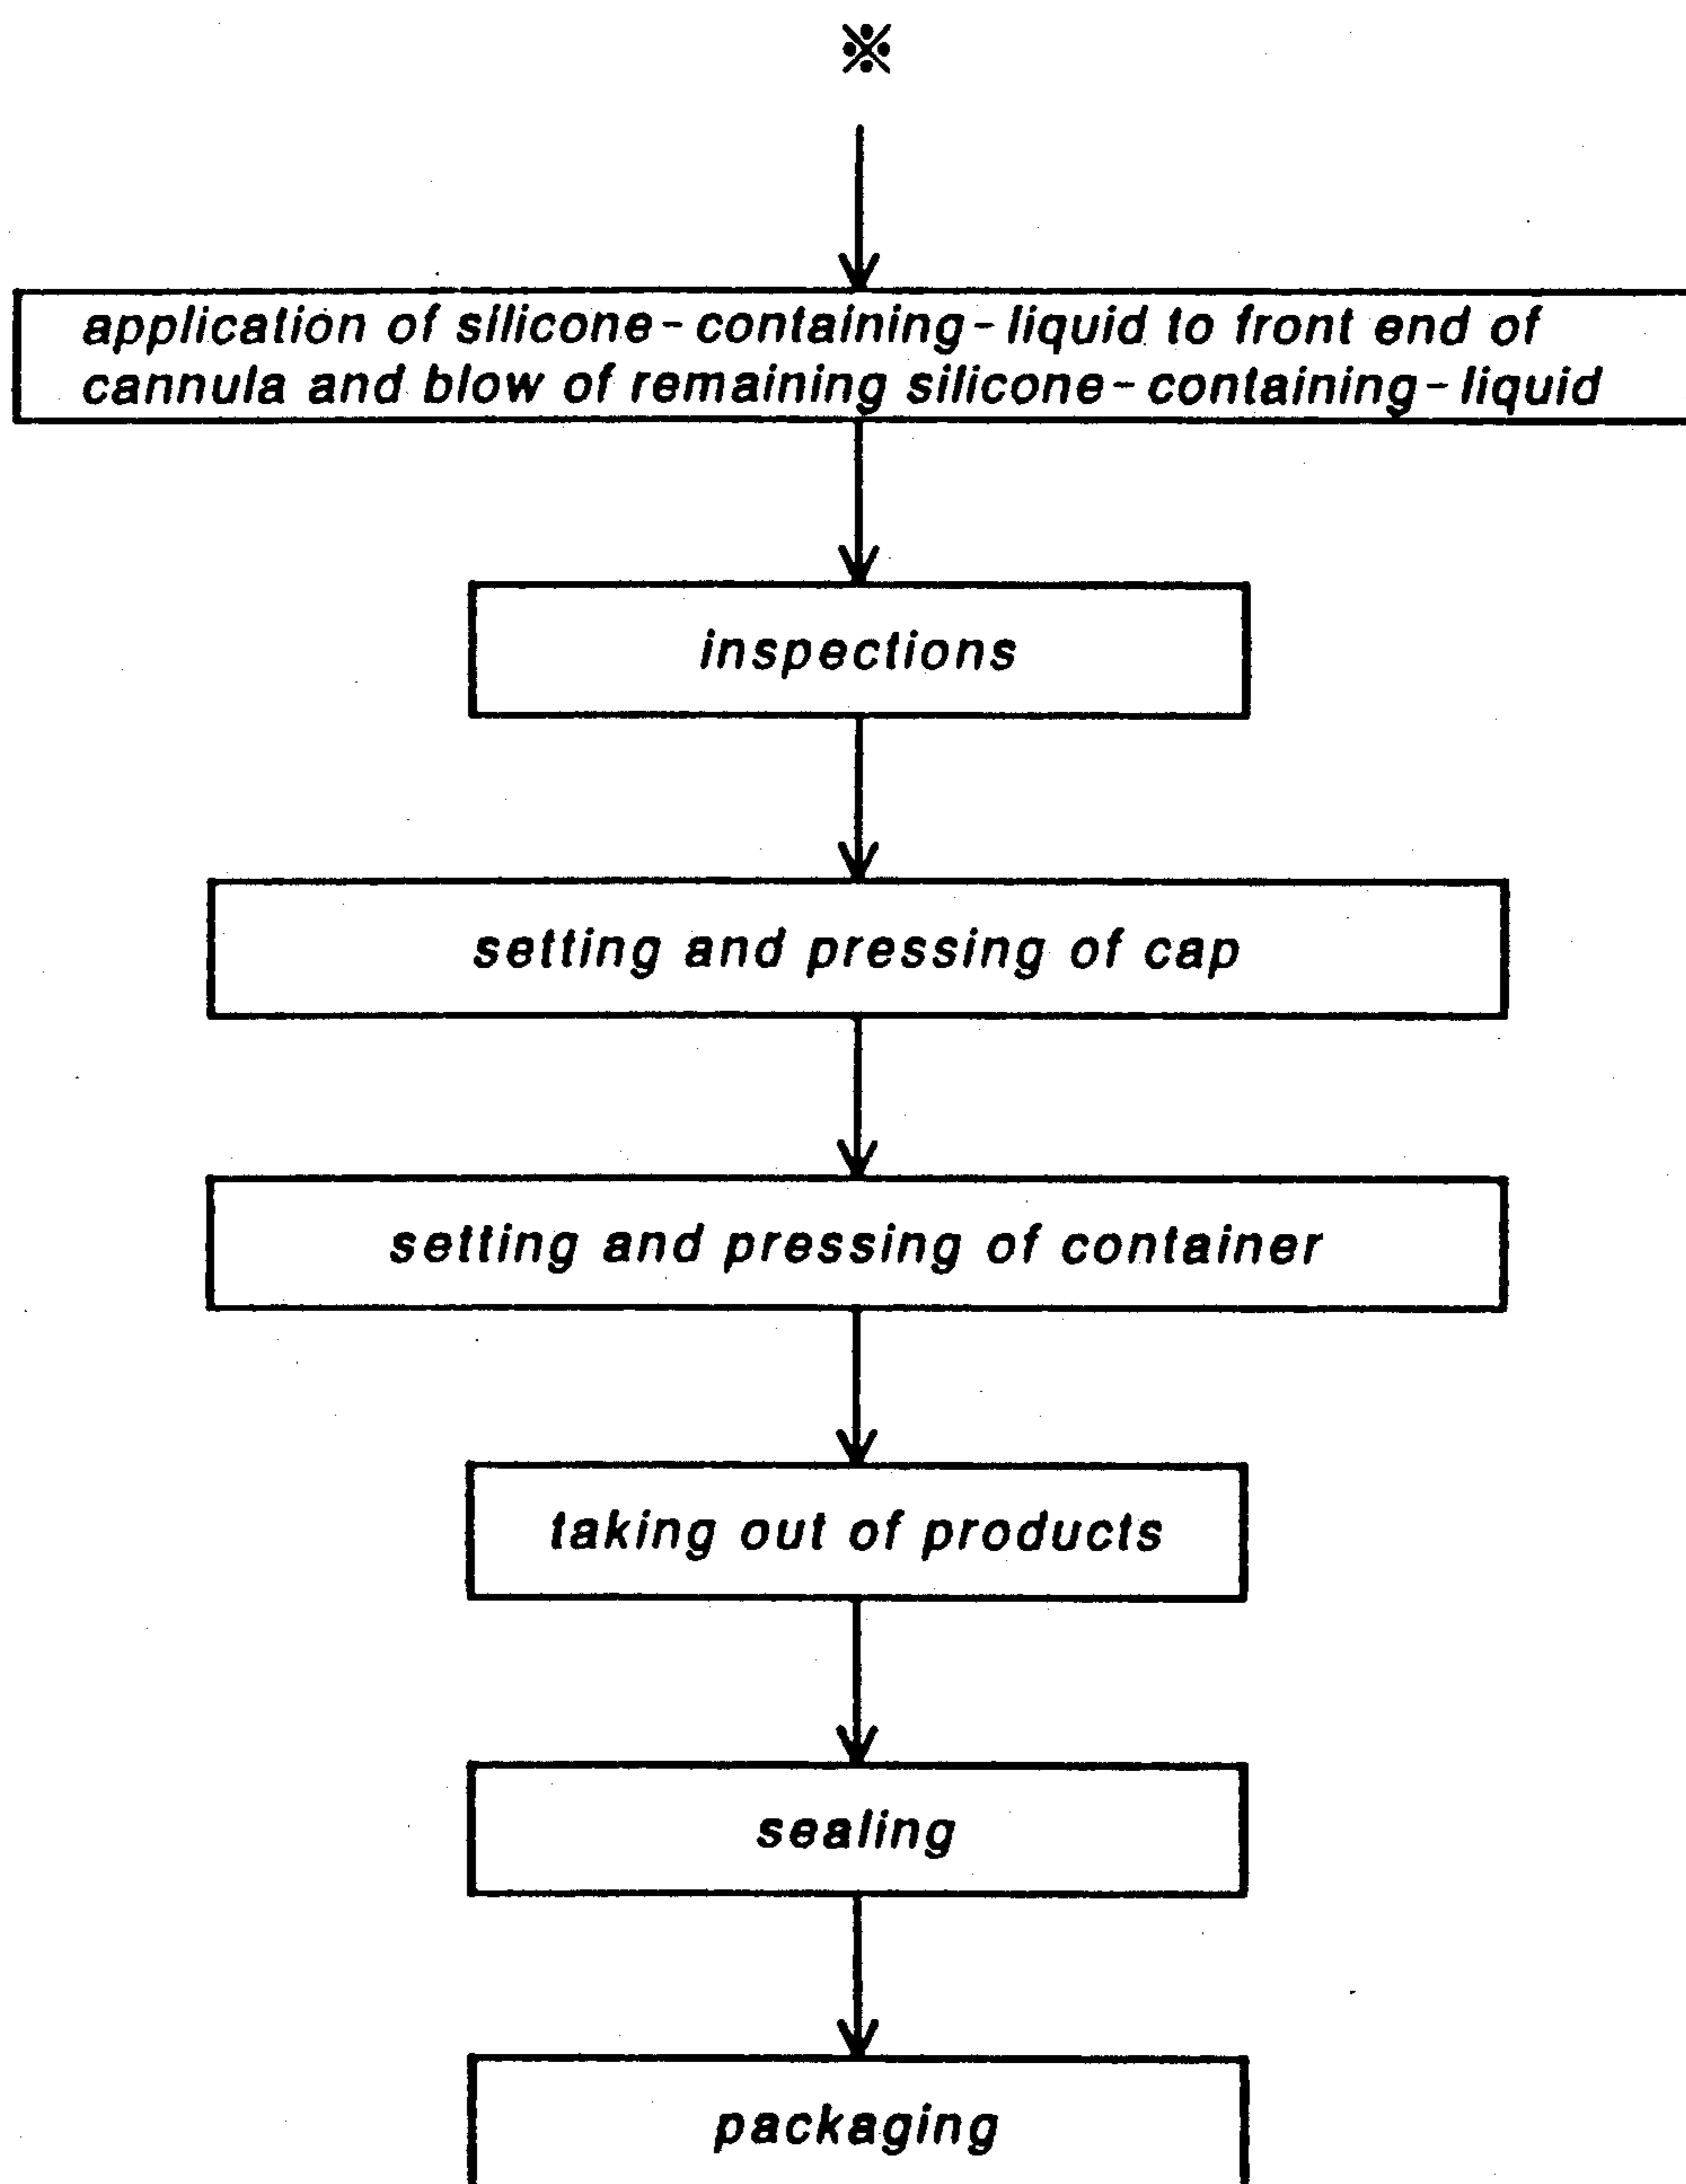 ※
application of silicone-containing-liquid to front end of
cannula and blow of remaining silicone-containing-liquid
inspections
setting and pressing of cap
setting and pressing of container
taking out of products
sealing
packaging